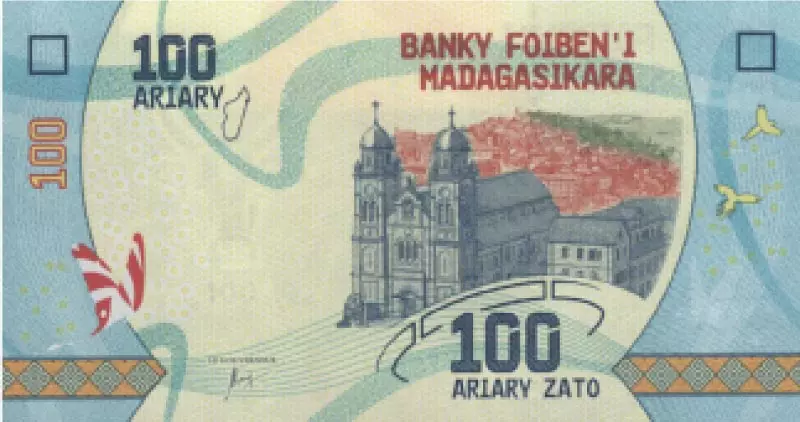 100
ARIARY
BANKY FOIBEN'I
MADAGASIKARA
100
100
ARIARY ZATO